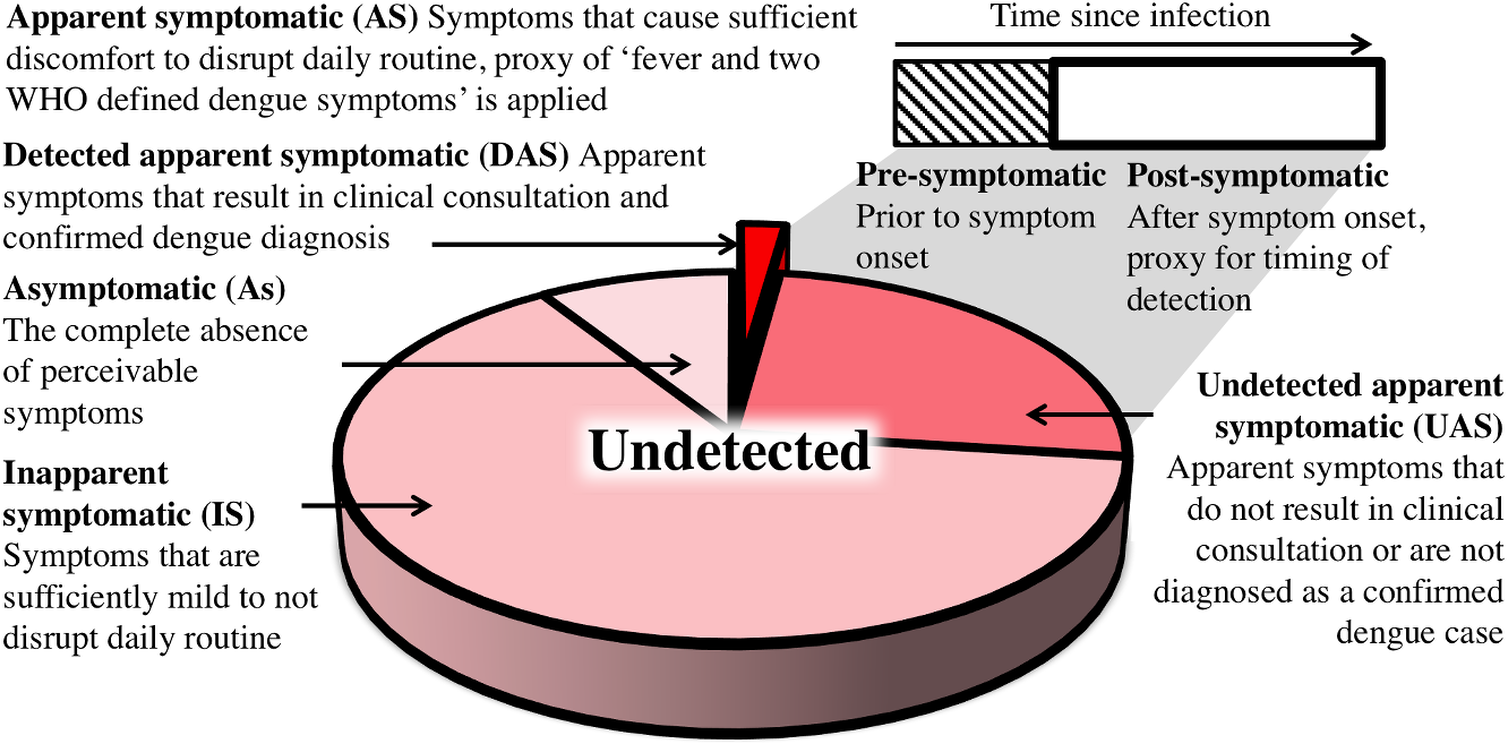 Apparent symptomatic (AS) Symptoms that cause sufficient
discomfort to disrupt daily routine, proxy of ‘fever and two
WHO defined dengue symptoms’ is applied
Detected apparent symptomatic (DAS) Apparent
symptoms that result in clinical consultation and
confirmed dengue diagnosis
Asymptomatic (As)
The complete absence
of perceivable
symptoms
Inapparent
symptomatic (IS)
Symptoms that are
sufficiently mild to not
disrupt daily routine
Undetected
Time since infection
Pre-symptomatic
Prior to symptom
onset
Post-symptomatic
After symptom onset,
proxy for timing of
detection
Undetected apparent
symptomatic (UAS)
Apparent symptoms that
do not result in clinical
consultation or are not
diagnosed as a confirmed
dengue case